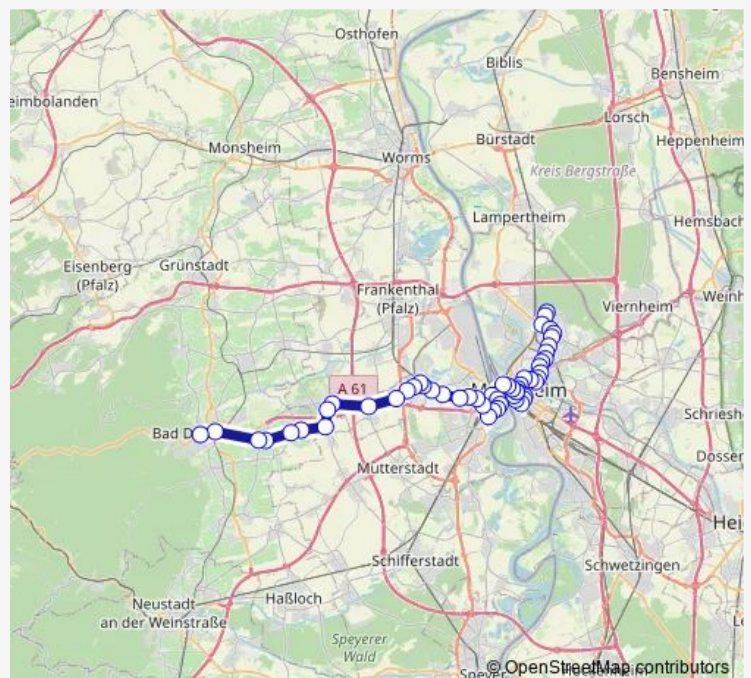 Osthofen
Biblis
Bensheim
eimbolanden
Lorsch
Monsheim
Bürstadt
Heppenheim
Worms
Kreis Bergstraße
Lampertheim
Hemsbach
Eisenberg
(Pfalz)
Grünstadt
Frankenthal
(Pfalz)
Viernheim
Weinh
A 61
Schriesh
Bad D
Mutterstadt
Dossen
Hei
Schifferstadt
Schwetzingen
Neustadt
an der Weinstraße
Haßloch
Speyerer
Wald
Speyer
© OpenStreetMap contributors